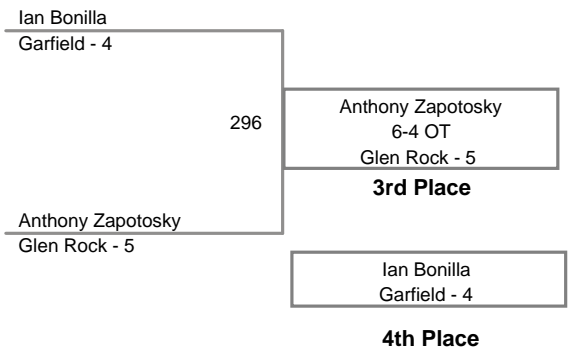 Ian Bonilla
Garfield - 4
296
Anthony Zapotosky
6-4 OT
Glen Rock - 5
3rd Place
Anthony Zapotosky
Glen Rock - 5
Ian Bonilla
Garfield - 4
4th Place